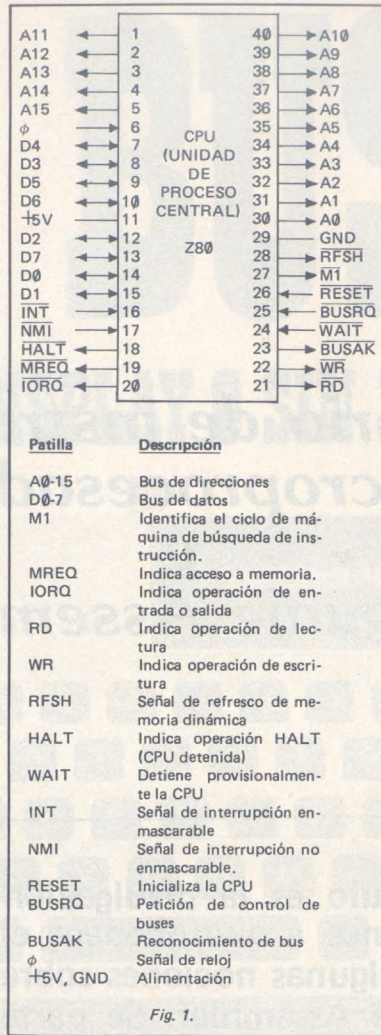 A11 1 40 A1Ø
A12 2 39 A9
A13 3 38 A8
A14 4 37 A7
A15 5 36 A6
ϕ 6 35 A5
D4 7 34 A4
D3 8 33 A3
D5 9 32 A2
D6 1Ø 31 A1
+5V 11 3Ø AØ
D2 12 29 GND
D7 13 28 RFSH
DØ 14 27 M1
D1 15 26 RESET
INT 16 25 BUSRQ
NMI 17 24 WAIT
HALT 18 23 BUSAK
MREQ 19 22 WR
IORQ 2Ø 21 RD
CPU
(UNIDAD
DE
PROCESO
CENTRAL)
Z8Ø
Patilla Descripción
AØ-15 Bus de direcciones
DØ-7 Bus de datos
M1 Identifica el ciclo de má-
quina de búsqueda de ins-
trucción.
MREQ Indica acceso a memoria.
IORQ Indica operación de en-
trada o salida
RD Indica operación de lec-
tura
WR Indica operación de escri-
tura
RFSH Señal de refresco de me-
moria dinámica
HALT Indica operación HALT
(CPU detenida)
WAIT Detiene provisionalmen-
te la CPU
INT Señal de interrupción en-
mascarable
NMI Señal de interrupción no
enmascarable.
RESET Inicializa la CPU
BUSRQ Petición de control de
buses
BUSAK Reconocimiento de bus
ϕ Señal de reloj
+5V, GND Alimentación
Fig. 1.